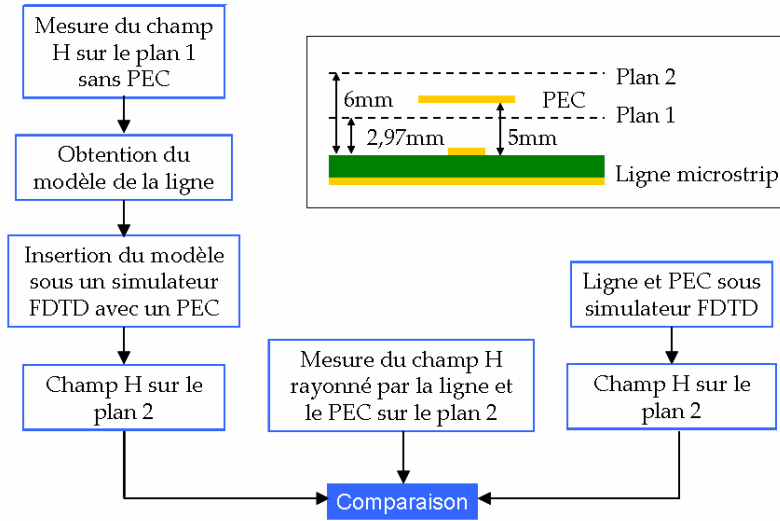 Mesure du champ
H sur le plan 1
sans PEC
Obtention du
modèle de la ligne
Insertion du modèle
sous un simulateur
FDTD avec un PEC
Champ H sur le
plan 2
Plan 2
6mm
PEC
Plan 1
2,97mm
5mm
Ligne microstrip
Mesure du champ H
rayonné par la ligne et
le PEC sur le plan 2
Ligne et PEC sous
simulateur FDTD
Champ H sur le
plan 2
Comparaison